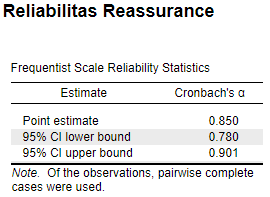 Reliabilitas Reassurance
Frequentist Scale Reliability Statistics
Estimate Cronbach's α
Point estimate 0.850
95% CI lower bound 0.780
95% CI upper bound 0.901
Note. Of the observations, pairwise complete
cases were used.